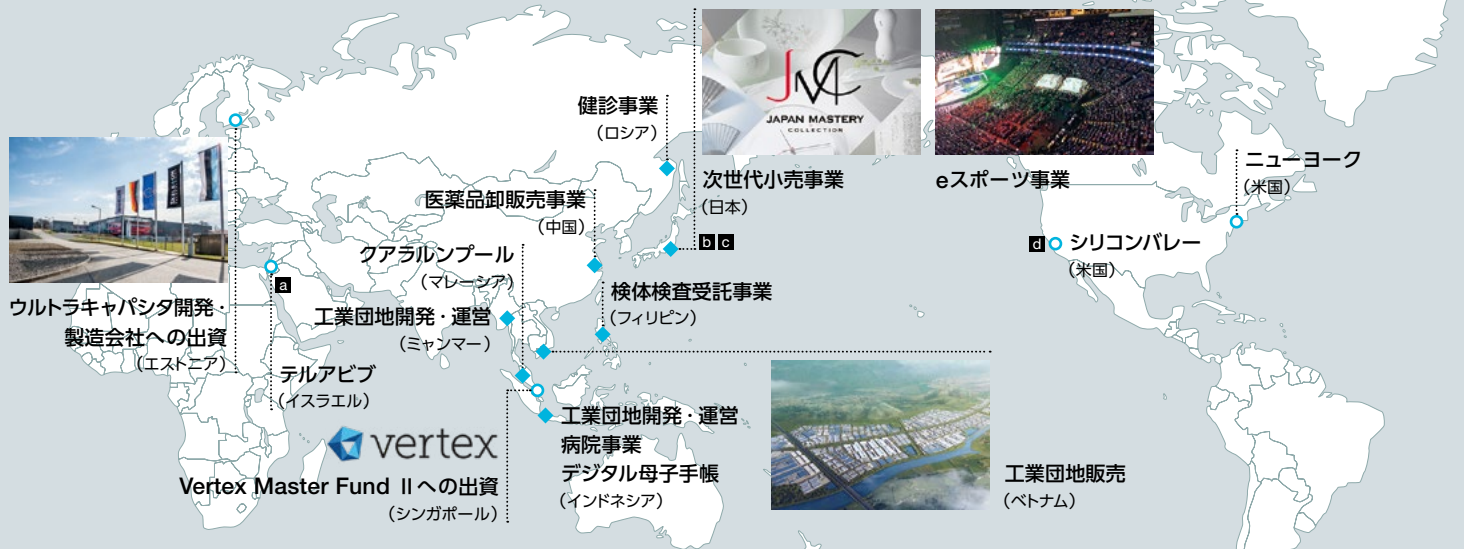 JMC
JAPAN MASTERY
COLLECTION
健診事業
（ロシア）
次世代小売事業
（日本）
b c
eスポーツ事業
ニューヨーク
（米国）
d シリコンバレー
（米国）
医薬品卸販売事業
（中国）
クアラルンプール
（マレーシア）
a
ウルトラキャパシタ開発・
製造会社への出資
（エストニア）
工業団地開発・運営
（ミャンマー）
検体検査受託事業
（フィリピン）
テルアビブ
（イスラエル）
vertex
Vertex Master Fund Ⅱへの出資
（シンガポール）
工業団地開発・運営
病院事業
デジタル母子手帳
（インドネシア）
工業団地販売
（ベトナム）